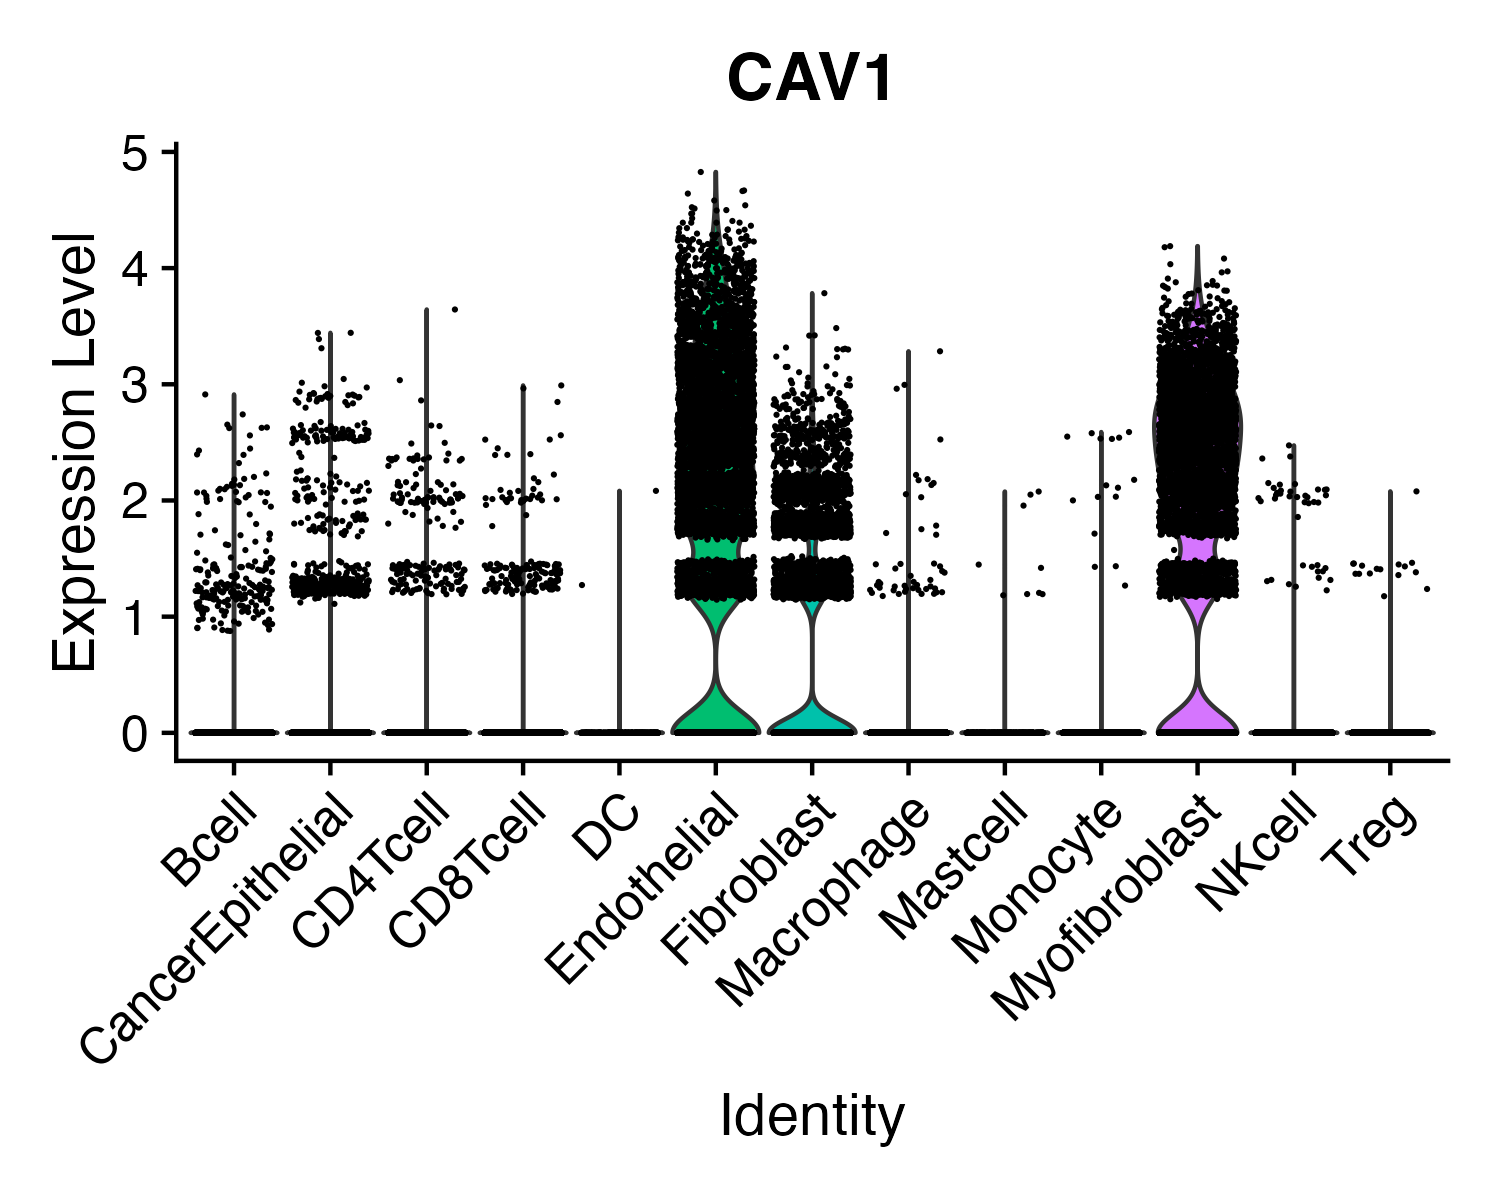 CAV1
Expression Level
5
4
3
2
1
0
Bcell
CancerEpithelial
CD4Tcell
CD8Tcell
DC
Endothelial
Fibroblast
Macrophage
Mastcell
Monocyte
Myofibroblast
NKcell
Treg
Identity